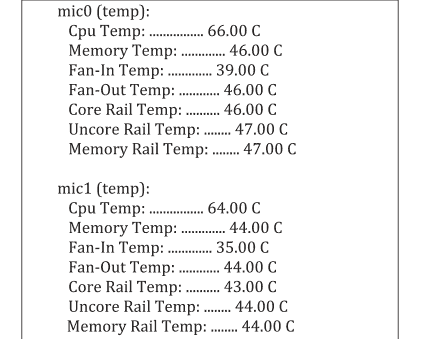 mic0 (temp):
Cpu Temp: ................ 66.00 C
Memory Temp: ............. 46.00 C
Fan-In Temp: ............. 39.00 C
Fan-Out Temp: ............ 46.00 C
Core Rail Temp: .......... 46.00 C
Uncore Rail Temp: ........ 47.00 C
Memory Rail Temp: ........ 47.00 C
mic1 (temp):
Cpu Temp: ................ 64.00 C
Memory Temp: ............. 44.00 C
Fan-In Temp: ............. 35.00 C
Fan-Out Temp: ............ 44.00 C
Core Rail Temp: .......... 43.00 C
Uncore Rail Temp: ........ 44.00 C
Memory Rail Temp: ........ 44.00 C